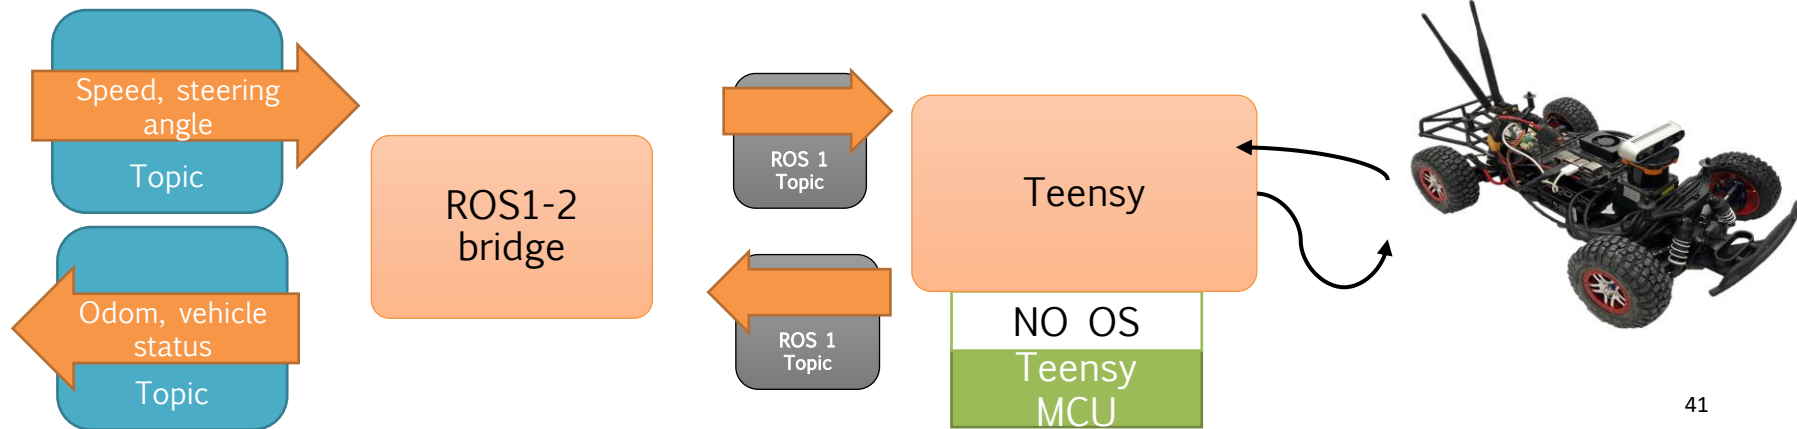 Speed, steering
angle
Topic
Odom, vehicle
status
Topic
ROS1-2
bridge
ROS 1
Topic
ROS 1
Topic
Teensy
NO OS
Teensy
MCU
41